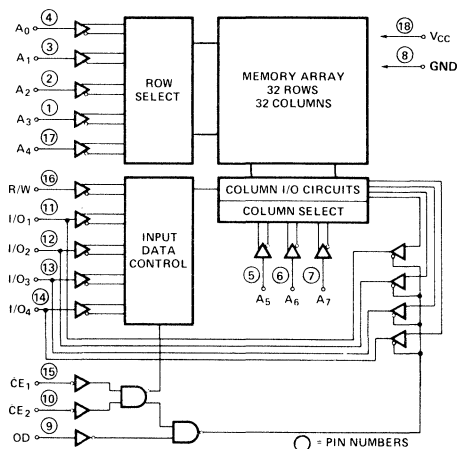 ④
A₀
③
A₁
②
A₂
①
A₃
⑰
A₄
ROW
SELECT
MEMORY ARRAY
32 ROWS
32 COLUMNS
⑱
VCC
⑧
GND
⑯
R/W
⑪
I/O₁
⑫
I/O₂
⑬
I/O₃
⑭
I/O₄
INPUT
DATA
CONTROL
COLUMN I/O CIRCUITS
COLUMN SELECT
⑤ ⑥ ⑦
A₅ A₆ A₇
⑮
CE₁
⑩
CE₂
⑨
OD
= PIN NUMBERS